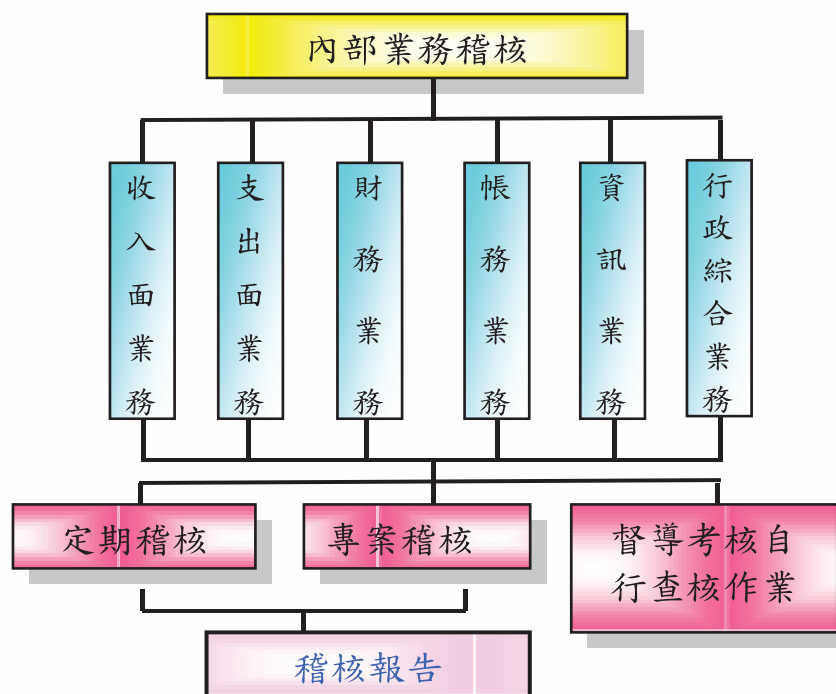 內部業務稽核
收入面業務
支出面業務
財務業務
帳務業務
資訊業務
行政綜合業務
定期稽核
專案稽核
督導考核自
行查核作業
稽核報告